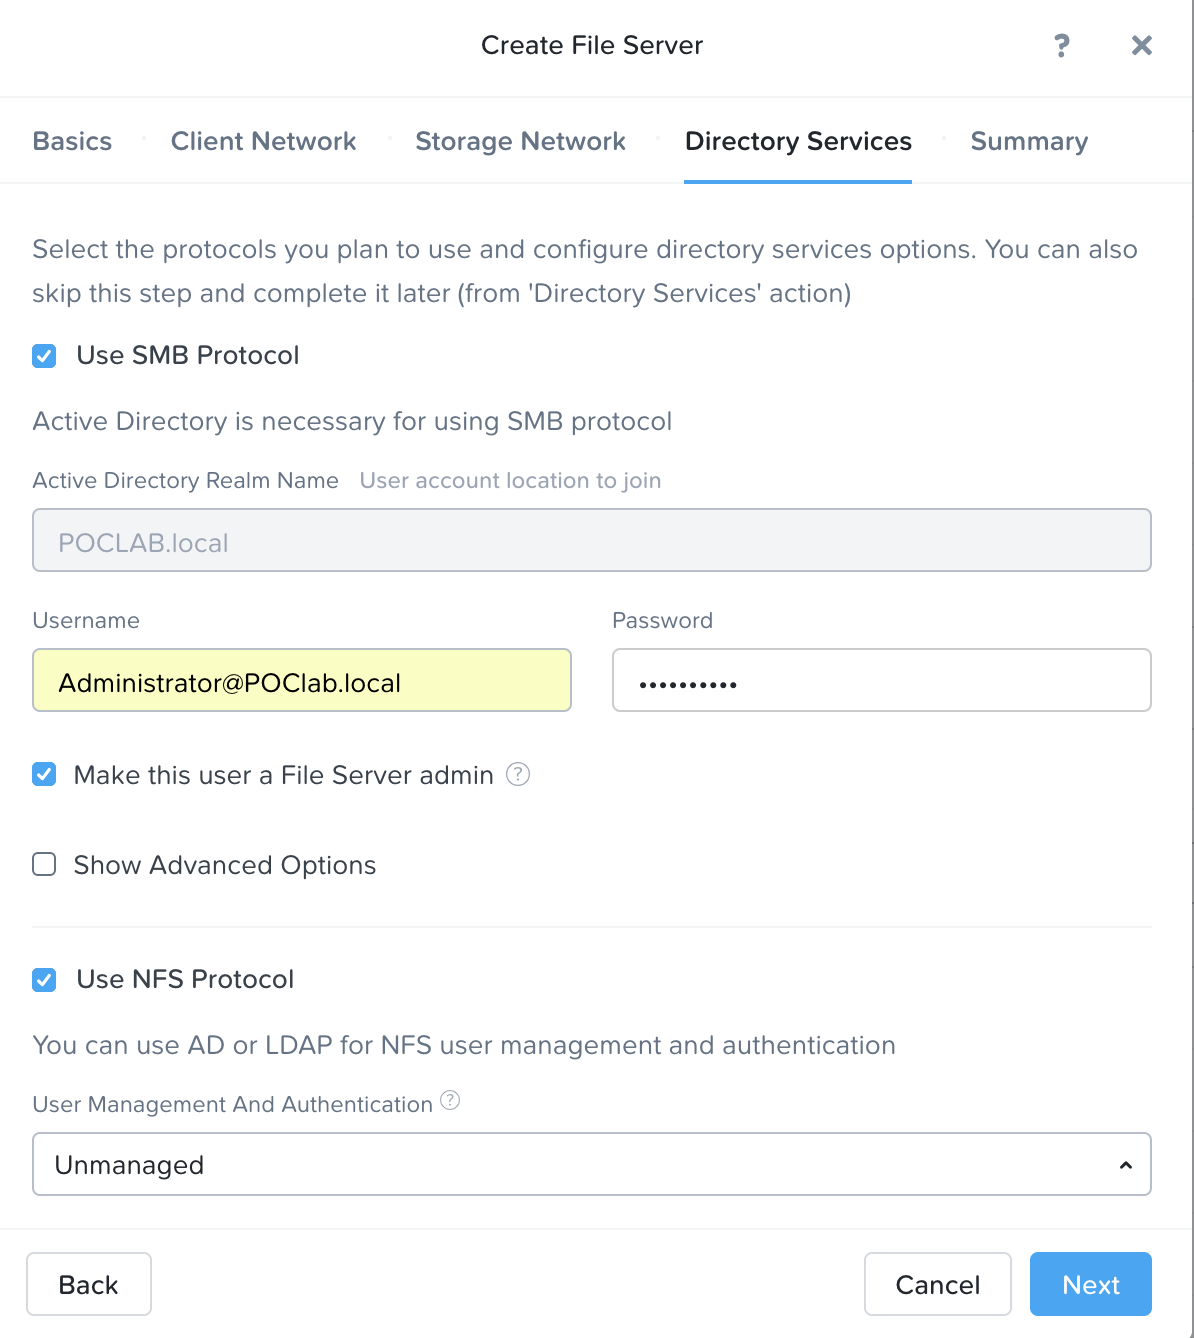 Create File Server
?
Basics
Client Network
Storage Network
Directory Services
Summary
Select the protocols you plan to use and configure directory services options. You can also
skip this step and complete it later (from 'Directory Services' action)
Use SMB Protocol
Active Directory is necessary for using SMB protocol
Active Directory Realm Name User account location to join
POCLAB.local
Username
Password
Administrator@POClab.local
••••••••••
Make this user a File Server admin ?
Show Advanced Options
Use NFS Protocol
You can use AD or LDAP for NFS user management and authentication
User Management And Authentication ?
Unmanaged
Back
Cancel
Next